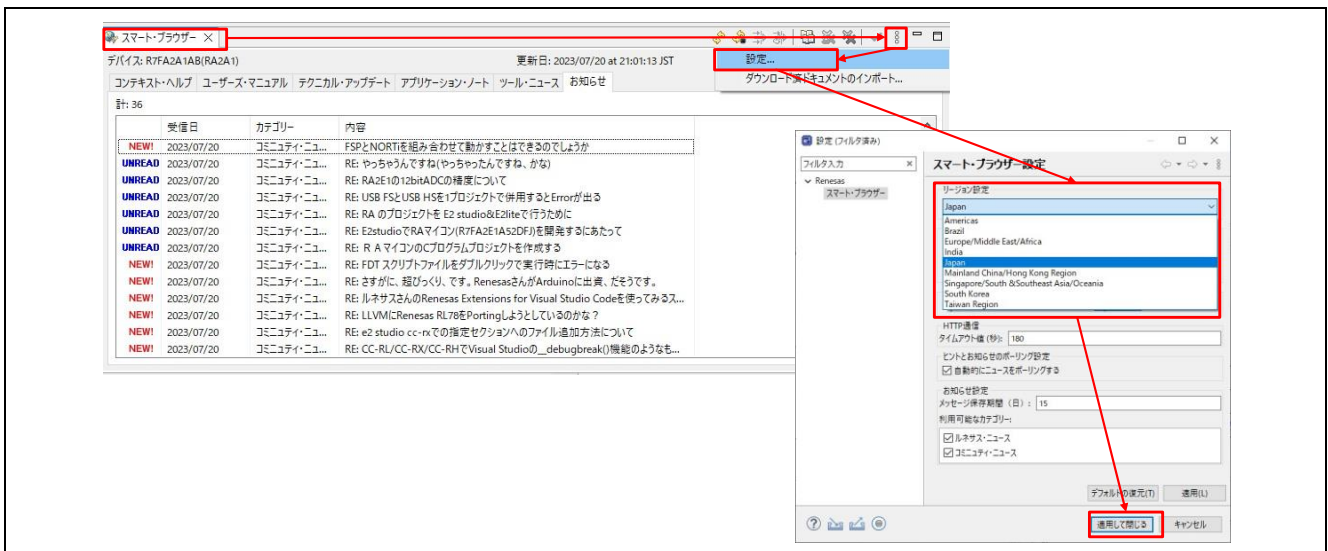 スマート・ブラウザー
デバイス: R7FA2A1AB(RA2A1)
更新日: 2023/07/20 at 21:01:13 JST
設定...
ダウンロード済ドキュメントのインポート...
コンテキスト・ヘルプ ユーザーズ・マニュアル テクニカル・アップデート アプリケーション・ノート ツール・ニュース お知らせ
計: 36
受信日 カテゴリー 内容
NEW! 2023/07/20 コミニュティ・ニュ... FSPとNORTiを組み合わせて動かすことはできるのでしょうか
UNREAD 2023/07/20 コミニュティ・ニュ... RE: やっちゃうんですね(やっちゃったんですね、かな)
UNREAD 2023/07/20 コミニュティ・ニュ... RE: RA2E1の12bitADCの精度について
UNREAD 2023/07/20 コミニュティ・ニュ... RE: USB FSとUSB HSを1プロジェクトで併用するとErrorが出る
UNREAD 2023/07/20 コミニュティ・ニュ... RE: RA のプロジェクトを E2 studio&E2liteで行うために
UNREAD 2023/07/20 コミニュティ・ニュ... RE: E2studioでRAマイコン(R7FA2E1A52DFJ)を開発するにあたって
UNREAD 2023/07/20 コミニュティ・ニュ... RE: R A マイコンのCプログラムプロジェクトを作成する
NEW! 2023/07/20 コミニュティ・ニュ... RE: FDT スクリプトファイルをダブルクリックで実行時にエラーになる
NEW! 2023/07/20 コミニュティ・ニュ... RE: さすがに、超びっくり、です。RenesasさんがArduinoに出資、だそうです。
NEW! 2023/07/20 コミニュティ・ニュ... RE: ルネサスさんのRenesas Extensions for Visual Studio Codeを使ってみるス...
NEW! 2023/07/20 コミニュティ・ニュ... RE: LLVMにRenesas RL78をPortingしようとしているのかな？
NEW! 2023/07/20 コミニュティ・ニュ... RE: e2 studio cc-rxでの指定セクションへのファイル追加方法について
NEW! 2023/07/20 コミニュティ・ニュ... RE: CC-RL/CC-RX/CC-RHでVisual Studioの__debugbreak()機能のようなも...
設定 (フィルタ済み)
フィルタ入力
Renesas
スマート・ブラウザー
スマート・ブラウザー設定
リージョン設定
Japan
Americas
Brazil
Europe/Middle East/Africa
India
Japan
Mainland China/Hong Kong Region
Singapore/South &Southeast Asia/Oceania
South Korea
Taiwan Region
HTTP通信
タイムアウト値 (秒): 180
ヒントとお知らせのポーリング設定
自動的にニュースをポーリングする
お知らせ設定
メッセージ保存期間（日）: 15
利用可能なカテゴリー:
ルネサス・ニュース
コミニュティ・ニュース
デフォルトの復元(T) 適用(L)
適用して閉じる キャンセル